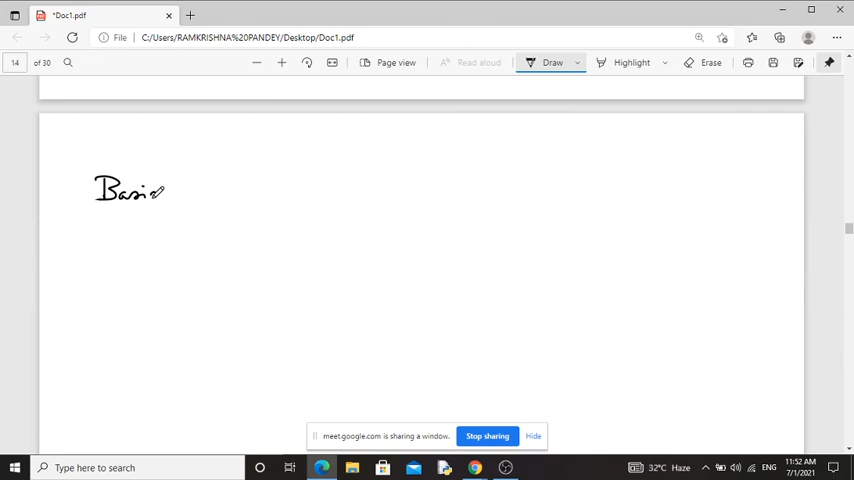 *Doc1.pdf
File C:/Users/RAMKRISHNA%20PANDEY/Desktop/Doc1.pdf
14 of 30 Page view Read aloud Draw Highlight Erase
Basi
meet.google.com is sharing a window. Stop sharing Hide
Type here to search 32°C Haze ENG 11:52 AM
7/1/2021